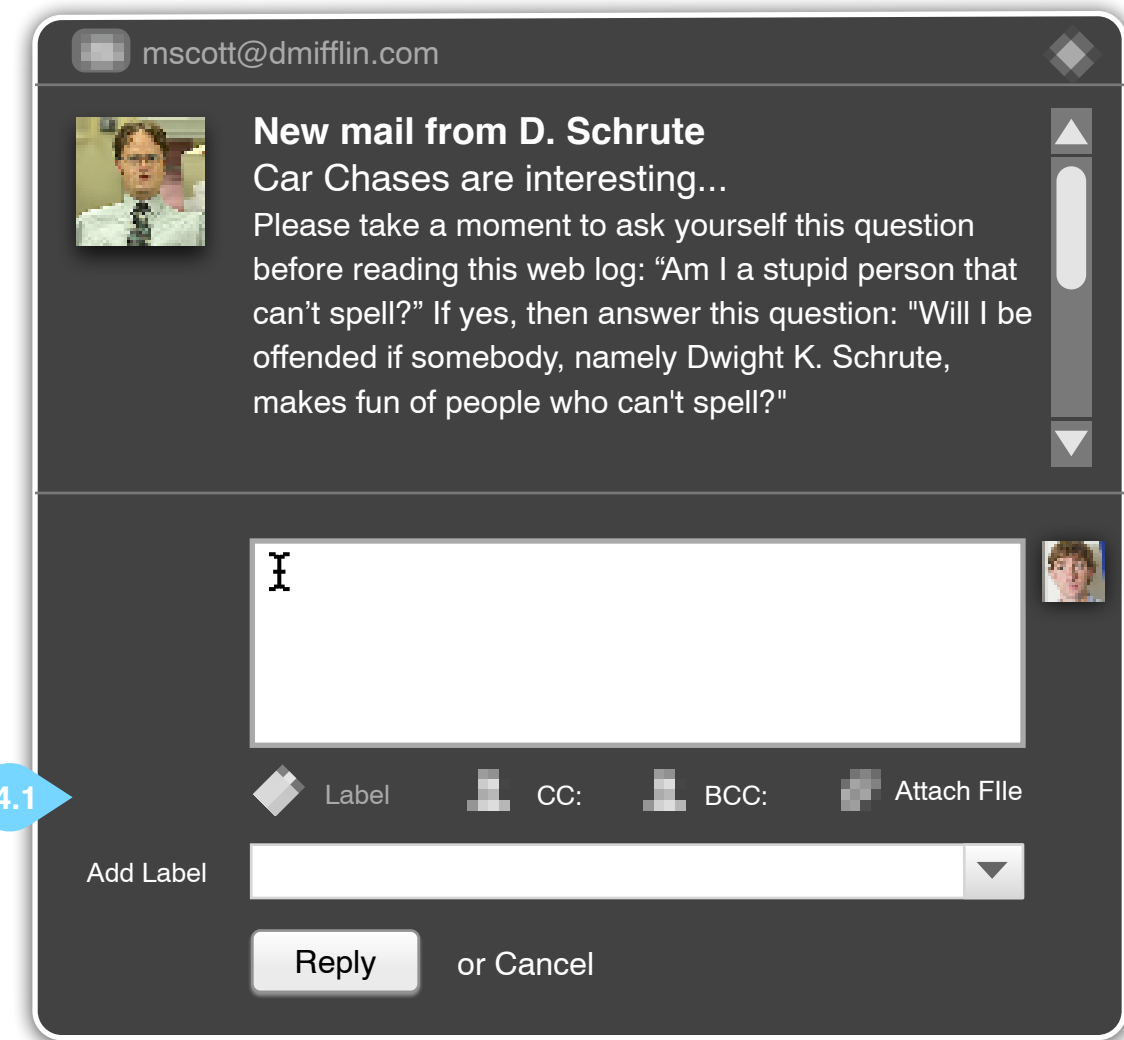 mscott@dmifflin.com
New mail from D. Schrute
Car Chases are interesting...
Please take a moment to ask yourself this question
before reading this web log: “Am I a stupid person that
can’t spell?” If yes, then answer this question: "Will I be
offended if somebody, namely Dwight K. Schrute,
makes fun of people who can't spell?"
4.1
Label CC: BCC: Attach FIle
Add Label
Reply or Cancel